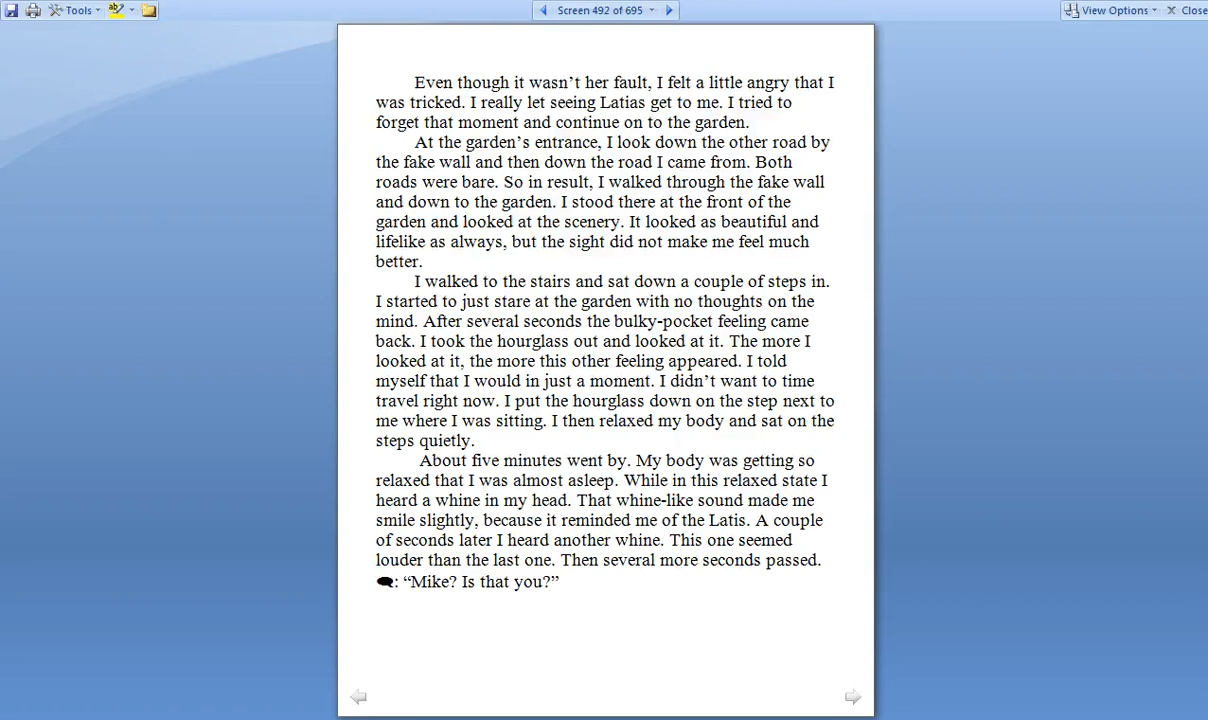 Tools
Screen 492 of 695
View Options
Close
Even though it wasn’t her fault, I felt a little angry that I
was tricked. I really let seeing Latias get to me. I tried to
forget that moment and continue on to the garden.
At the garden’s entrance, I look down the other road by
the fake wall and then down the road I came from. Both
roads were bare. So in result, I walked through the fake wall
and down to the garden. I stood there at the front of the
garden and looked at the scenery. It looked as beautiful and
lifelike as always, but the sight did not make me feel much
better.
I walked to the stairs and sat down a couple of steps in.
I started to just stare at the garden with no thoughts on the
mind. After several seconds the bulky-pocket feeling came
back. I took the hourglass out and looked at it. The more I
looked at it, the more this other feeling appeared. I told
myself that I would in just a moment. I didn’t want to time
travel right now. I put the hourglass down on the step next to
me where I was sitting. I then relaxed my body and sat on the
steps quietly.
About five minutes went by. My body was getting so
relaxed that I was almost asleep. While in this relaxed state I
heard a whine in my head. That whine-like sound made me
smile slightly, because it reminded me of the Latis. A couple
of seconds later I heard another whine. This one seemed
louder than the last one. Then several more seconds passed.
: “Mike? Is that you?”